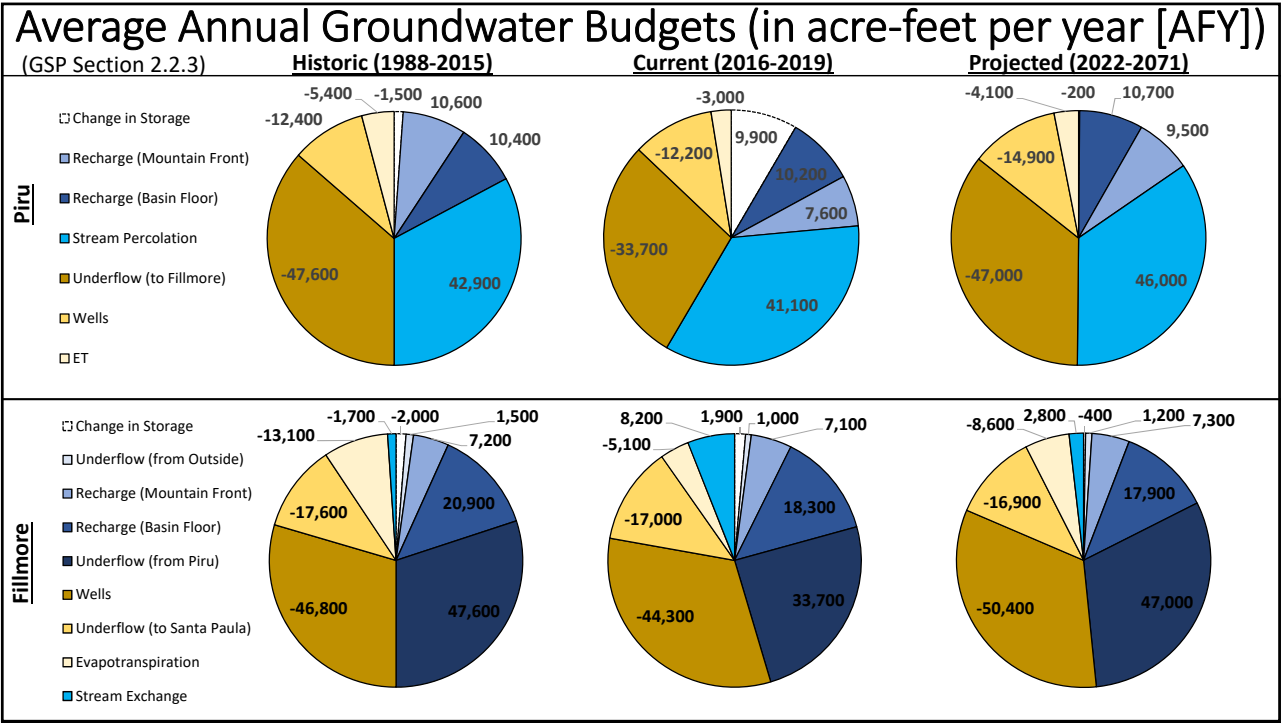 Average Annual Groundwater Budgets (in acre-feet per year [AFY])
(GSP Section 2.2.3)
Historic (1988-2015)
Current (2016-2019)
Projected (2022-2071)
Piru
Change in Storage
Recharge (Mountain Front)
Recharge (Basin Floor)
Stream Percolation
Underflow (to Fillmore)
Wells
ET
-5,400
-1,500
10,600
-12,400
10,400
-47,600
42,900
-3,000
9,900
-12,200
10,200
7,600
-33,700
41,100
-4,100
-200
10,700
9,500
-14,900
-47,000
46,000
Fillmore
Change in Storage
Underflow (from Outside)
Recharge (Mountain Front)
Recharge (Basin Floor)
Underflow (from Piru)
Wells
Underflow (to Santa Paula)
Evapotranspiration
Stream Exchange
-1,700
-2,000
1,500
-13,100
7,200
20,900
-17,600
-46,800
47,600
8,200
1,900
1,000
7,100
-5,100
18,300
-17,000
33,700
-44,300
2,800
-400
1,200
7,300
-8,600
17,900
-16,900
-50,400
47,000